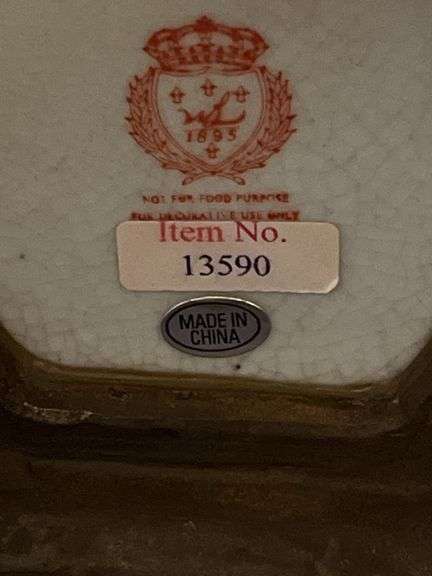 WL
1895
NOT FOR FOOD PURPOSE
FOR DECORATIVE USE ONLY
Item No.
13590
MADE IN
CHINA